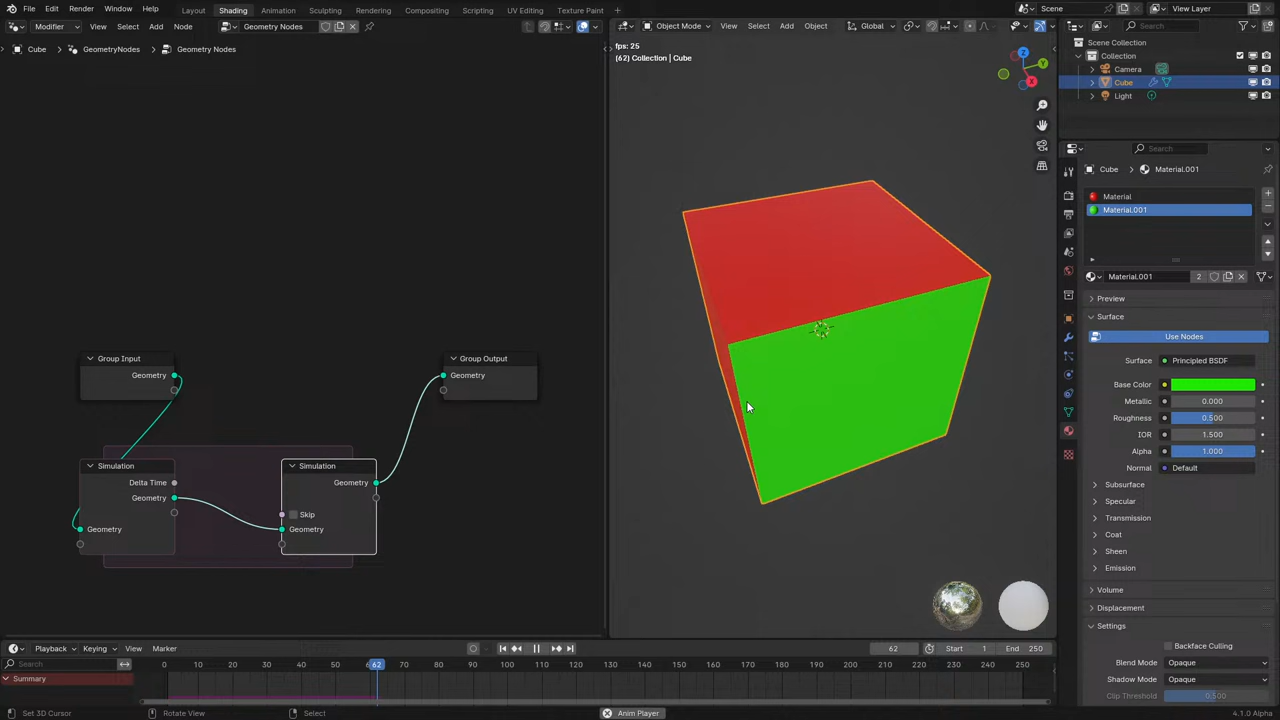 File Edit Render Window Help
Layout Shading Animation Rendering Compositing Scripting UV Editing Texture Paint
Scene View Layer
Modifier View Select Add Node Geometry Nodes
Object Mode View Select Add Object Global
Search
Cube GeometryNodes Geometry Nodes
fps: 25
(62) Collection | Cube
Z
Y
X
Scene Collection
Collection
Camera
Cube
Light
Search
Cube Material.001
Material
Material.001
Material.001 2
Preview
Surface
Use Nodes
Surface Principled BSDF
Base Color
Metallic 0.000
Roughness 0.500
IOR 1.500
Alpha 1.000
Normal Default
Subsurface
Specular
Transmission
Coat
Sheen
Emission
Volume
Displacement
Settings
Backface Culling
Blend Mode Opaque
Shadow Mode Opaque
Clip Threshold 0.500
Group Input
Geometry
Group Output
Geometry
Simulation
Delta Time
Geometry
Geometry
Simulation
Geometry
Skip
Geometry
Playback Keying View Marker 62 Start 1 End 250
Search 0 10 20 30 40 50 62 70 80 90 100 110 120 130 140 150 160 170 180 190 200 210 220 230 240 250
Summary
Set 3D Cursor Rotate View Select Anim Player 4.1.0 Alpha